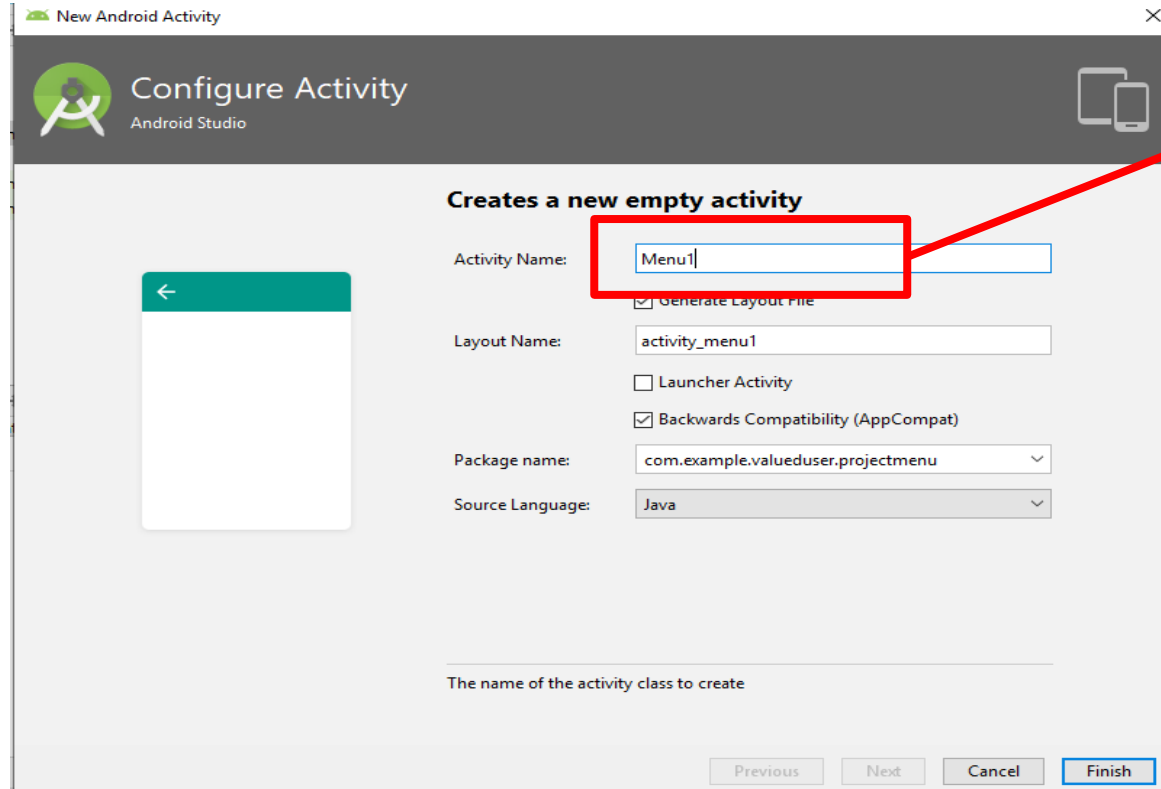 New Android Activity
Configure Activity
Android Studio
Creates a new empty activity
Activity Name: Menu1
Generate Layout File
Layout Name: activity_menu1
Launcher Activity
Backwards Compatibility (AppCompat)
Package name: com.example.valueduser.projectmenu
Source Language: Java
The name of the activity class to create
Previous Next Cancel Finish